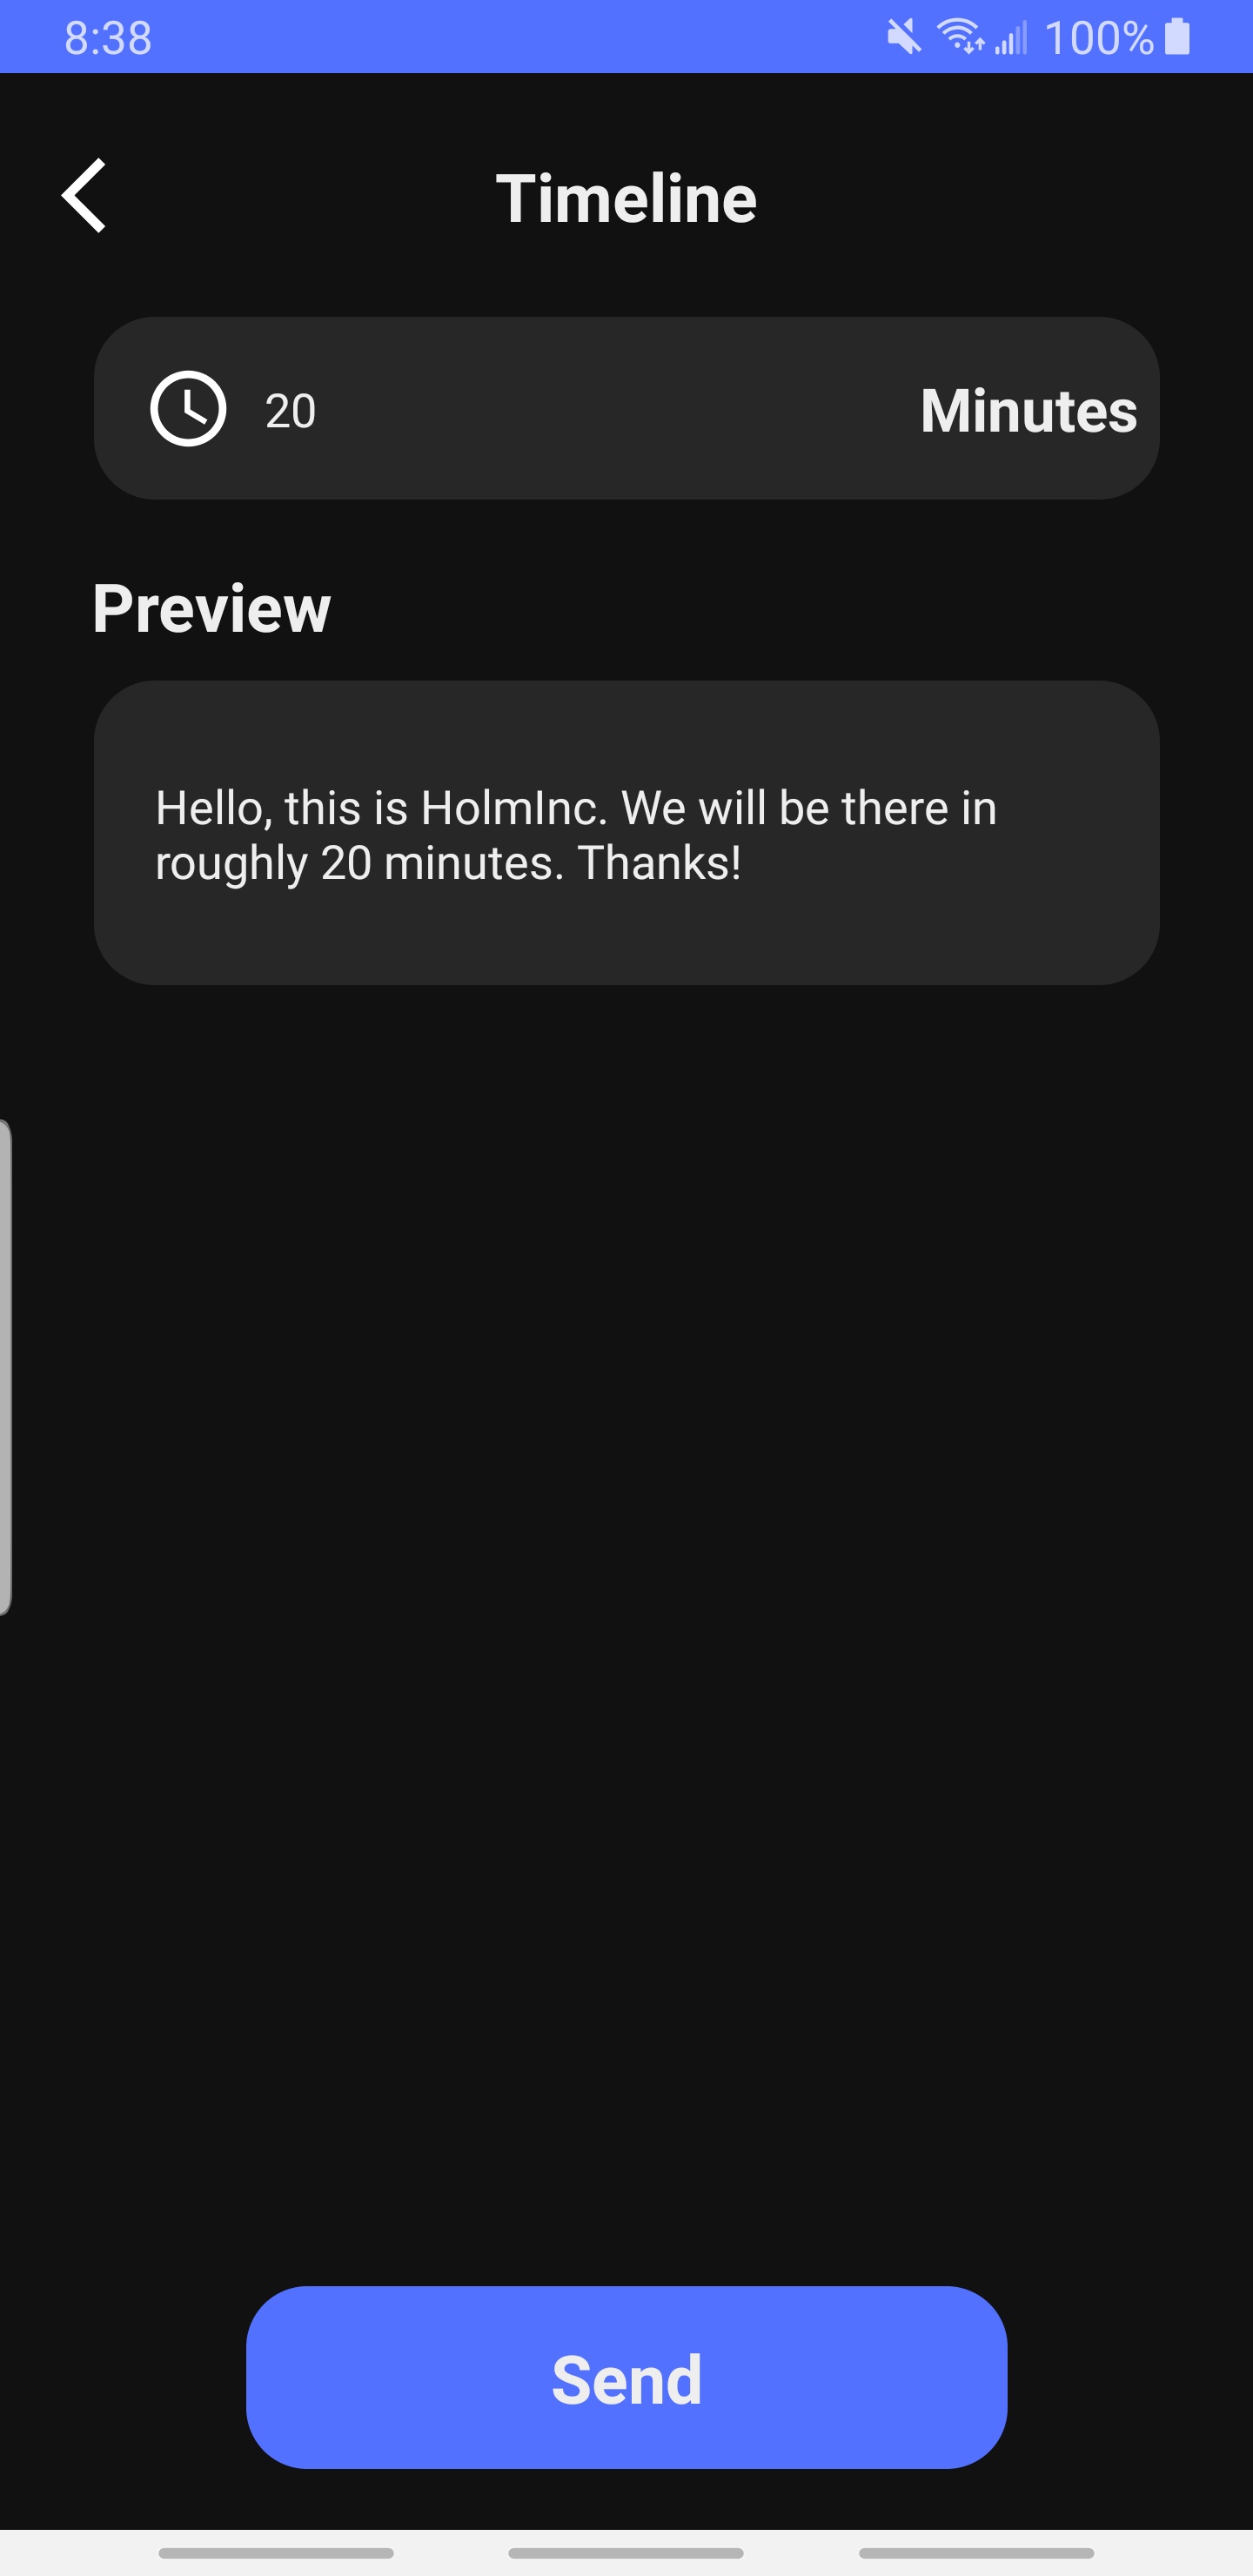 8:38 100%
Timeline
20 Minutes
Preview
Hello, this is HolmInc. We will be there in
roughly 20 minutes. Thanks!
Send